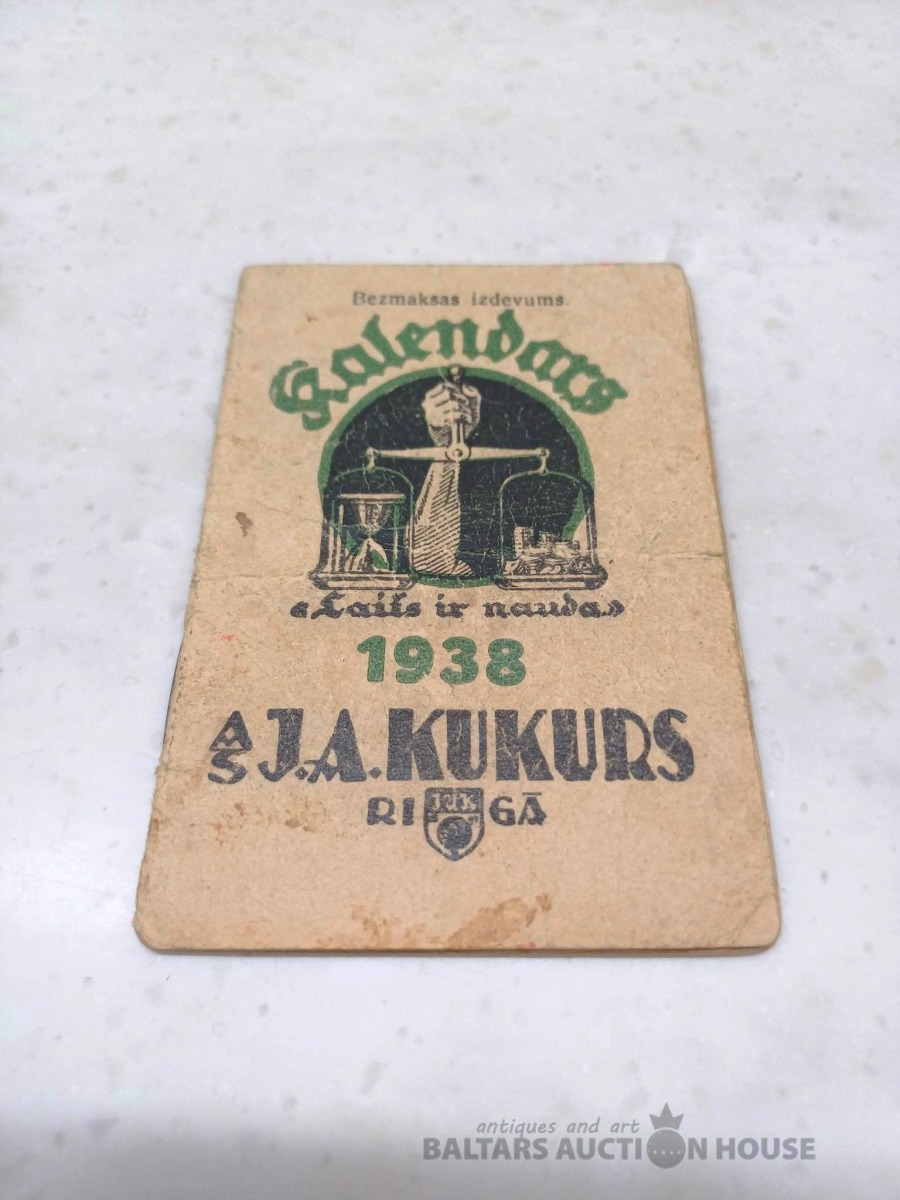 Bezmaksas izdevums.
Kalendars
«Laiks ir nauda»
1938
A/S J.A. KUKURS
RIGĀ
antiques and art
BALTARS AUCTION HOUSE